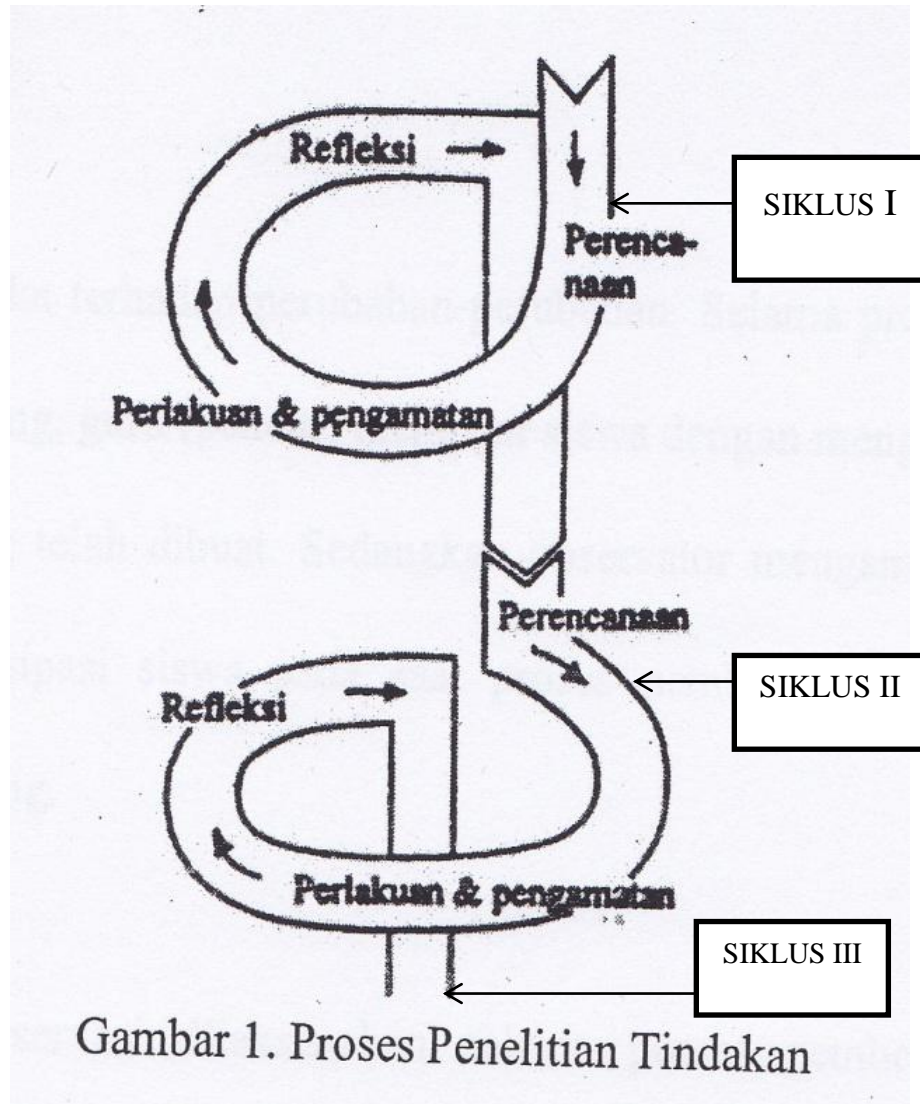 Refleksi
SIKLUS I
Perenca-
naan
Perlakuan & pengamatan
Perencanaan
SIKLUS II
Refleksi
Perlakuan & pengamatan
SIKLUS III
Gambar 1. Proses Penelitian Tindakan